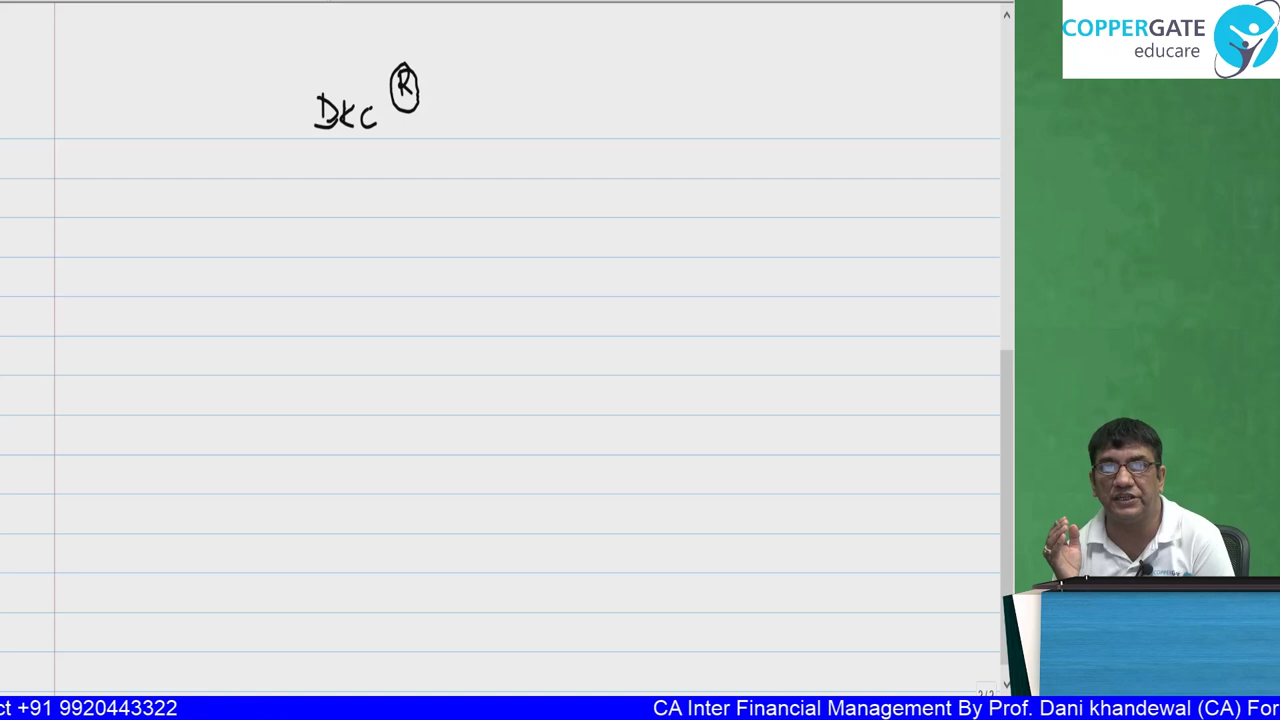 COPPERGATE
educare
DKC R
ct +91 9920443322 CA Inter Financial Management By Prof. Dani khandewal (CA) For